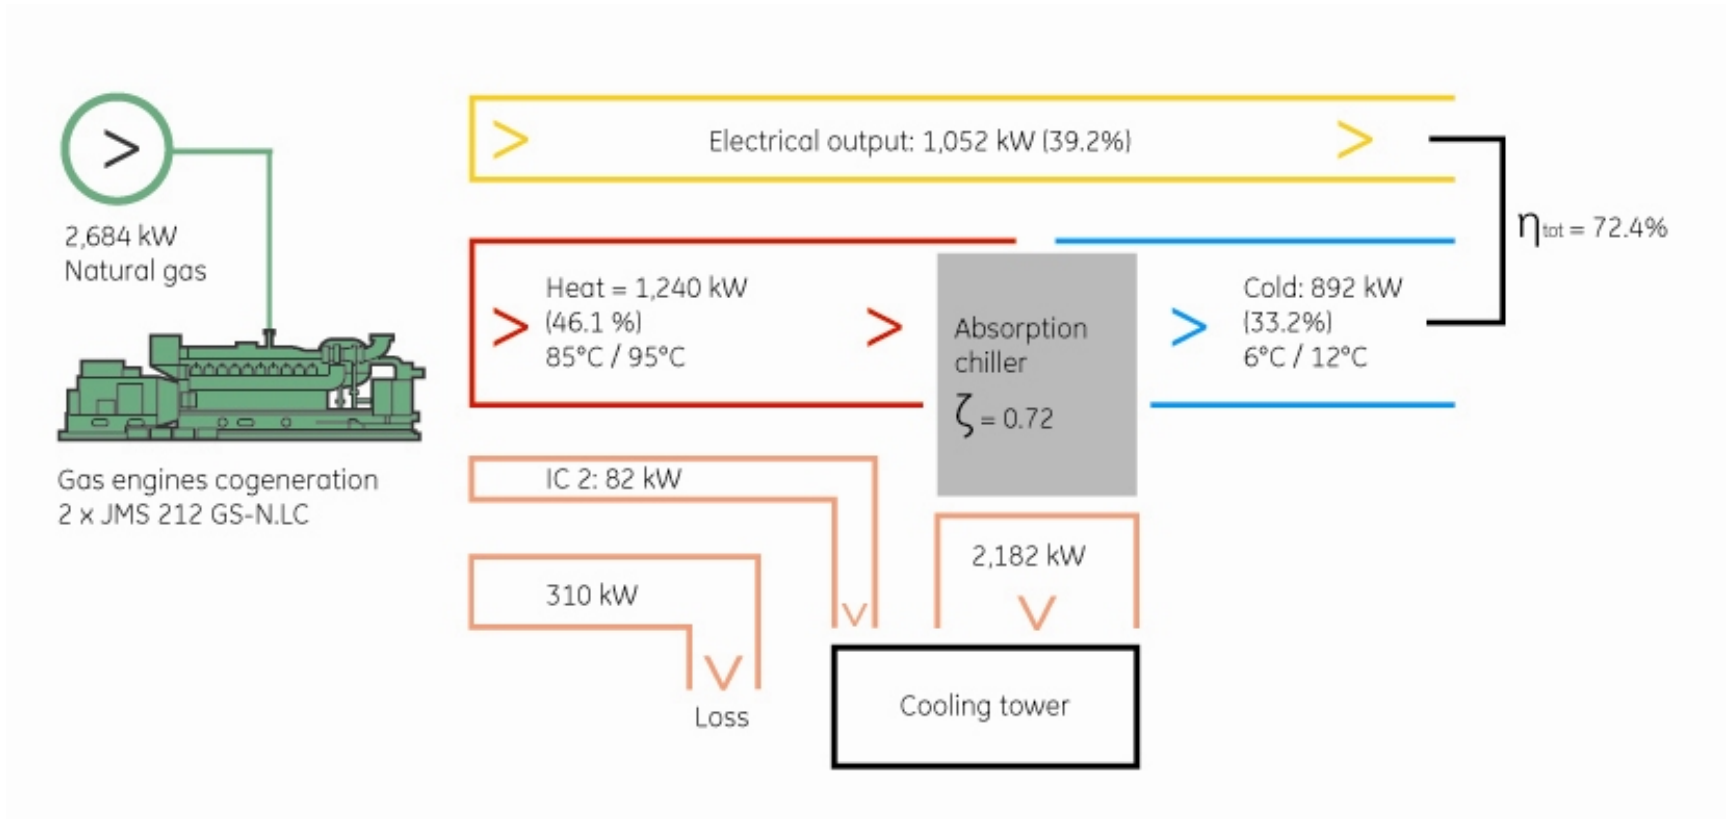 2,684 kW
Natural gas
Gas engines cogeneration
2 x JMS 212 GS-N.LC
Electrical output: 1,052 kW (39.2%)
Heat = 1,240 kW
(46.1 %)
85°C / 95°C
Absorption
chiller
ζ = 0.72
Cold: 892 kW
(33.2%)
6°C / 12°C
ηtot = 72.4%
IC 2: 82 kW
310 kW
Loss
2,182 kW
Cooling tower